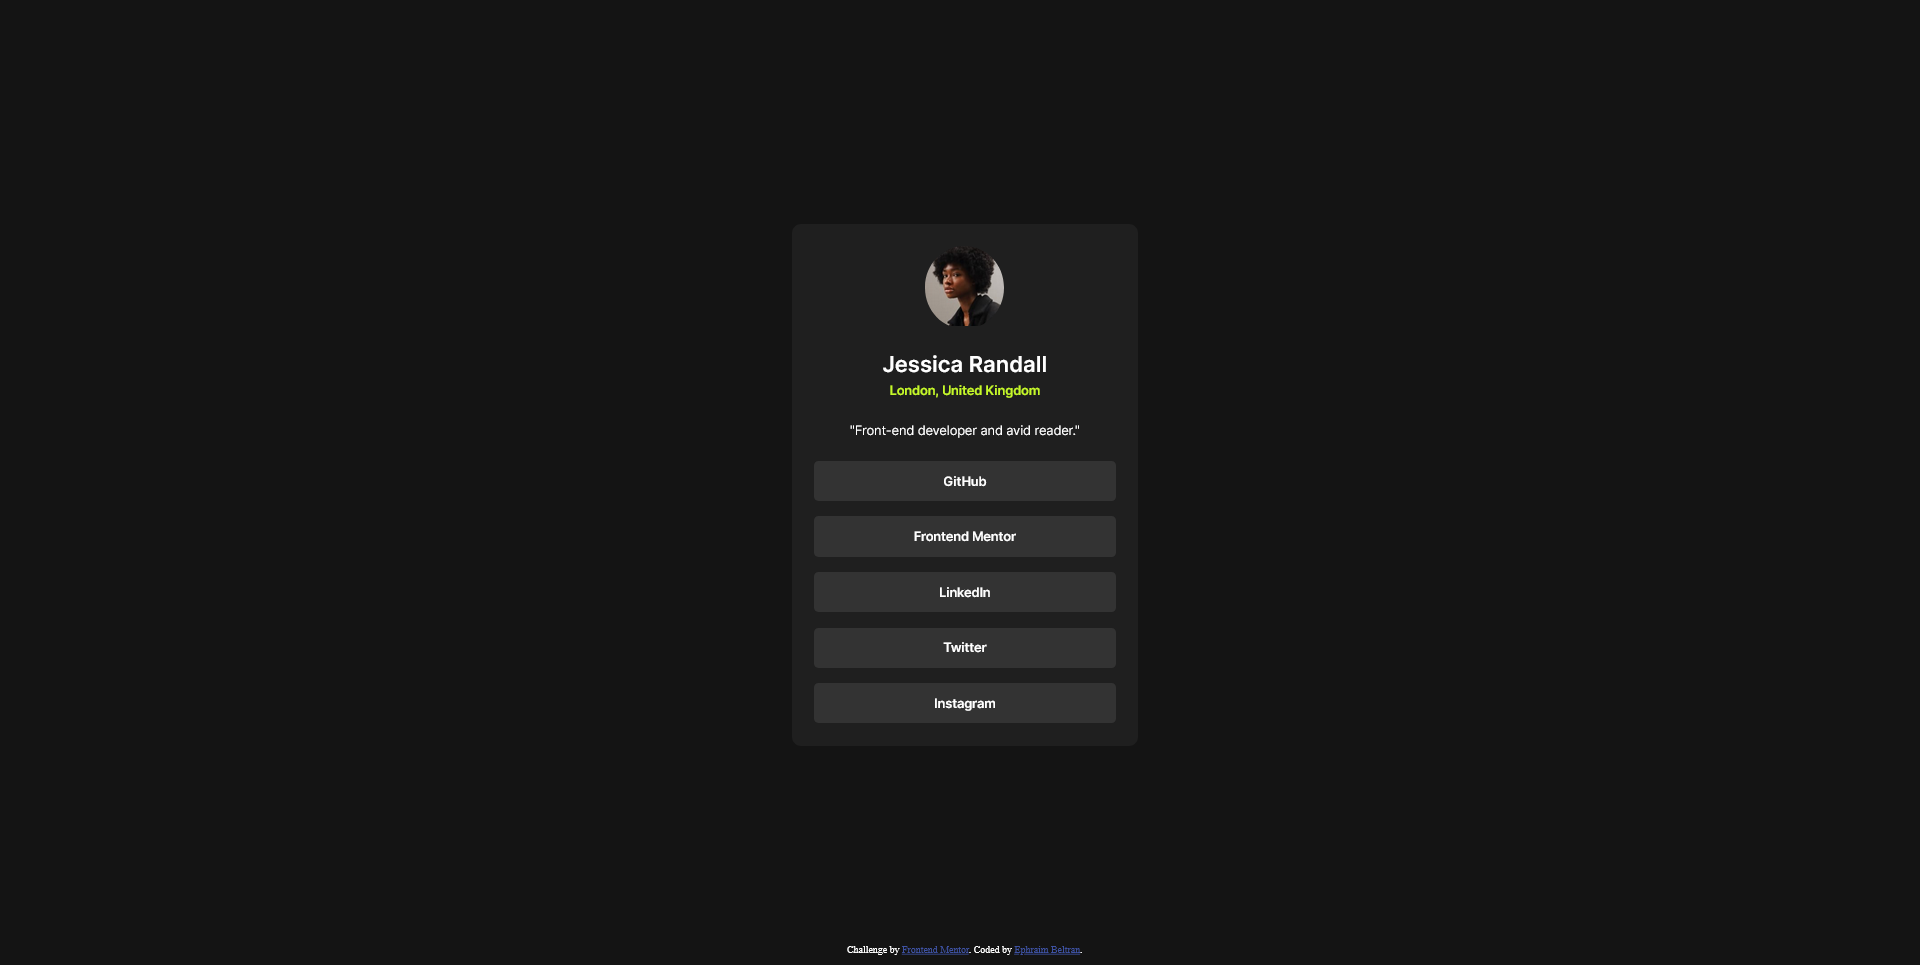 Jessica Randall
London, United Kingdom
"Front-end developer and avid reader."
GitHub
Frontend Mentor
LinkedIn
Twitter
Instagram
Challenge by Frontend Mentor. Coded by Ephraim Beltran.